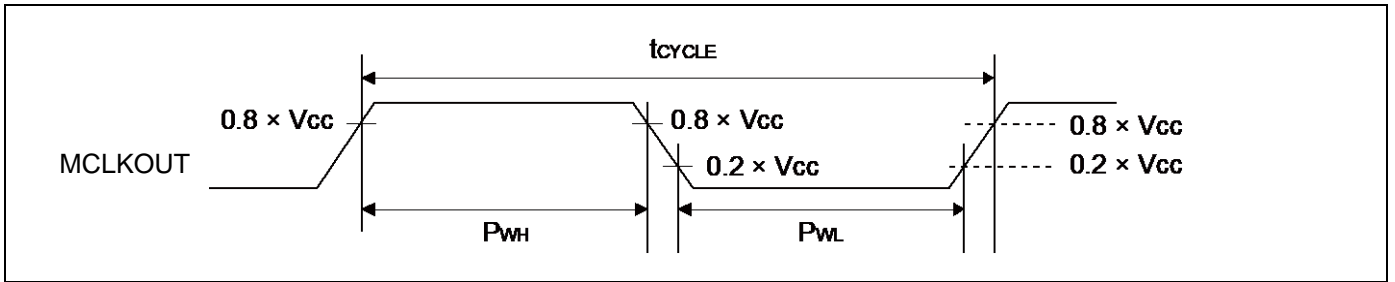 tCYCLE
0.8 × Vcc
0.8 × Vcc
0.8 × Vcc
MCLKOUT
0.2 × Vcc
0.2 × Vcc
PWH
PWL